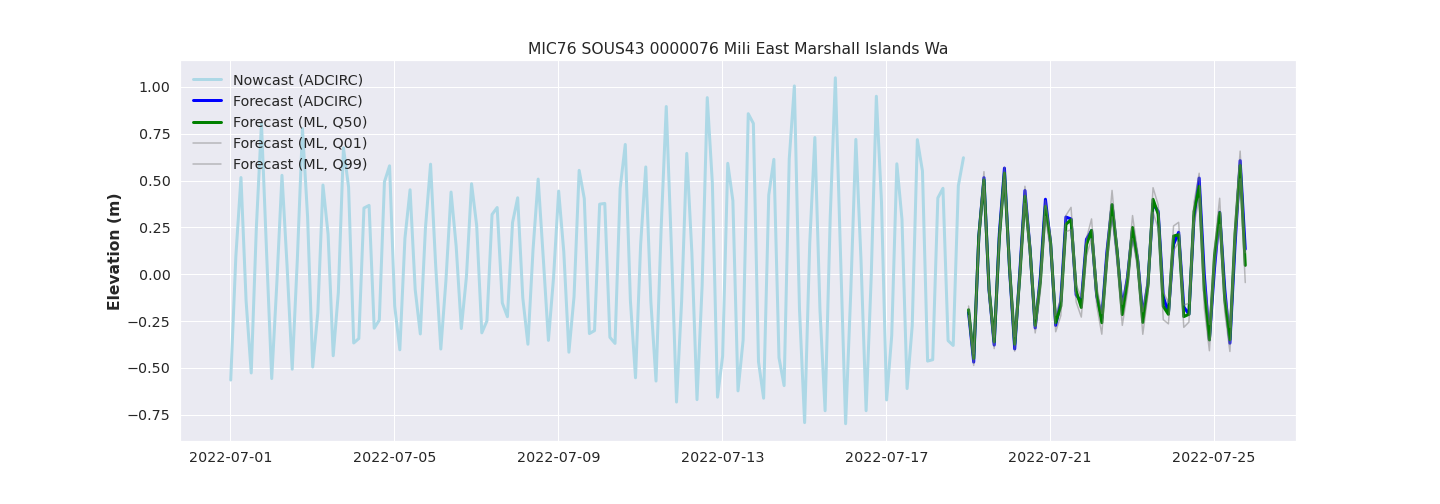 MIC76 SOUS43 0000076 Mili East Marshall Islands Wa
Nowcast (ADCIRC)
Forecast (ADCIRC)
Forecast (ML, Q50)
Forecast (ML, Q01)
Forecast (ML, Q99)
Elevation (m)
1.00
0.75
0.50
0.25
0.00
−0.25
−0.50
−0.75
2022-07-01 2022-07-05 2022-07-09 2022-07-13 2022-07-17 2022-07-21 2022-07-25